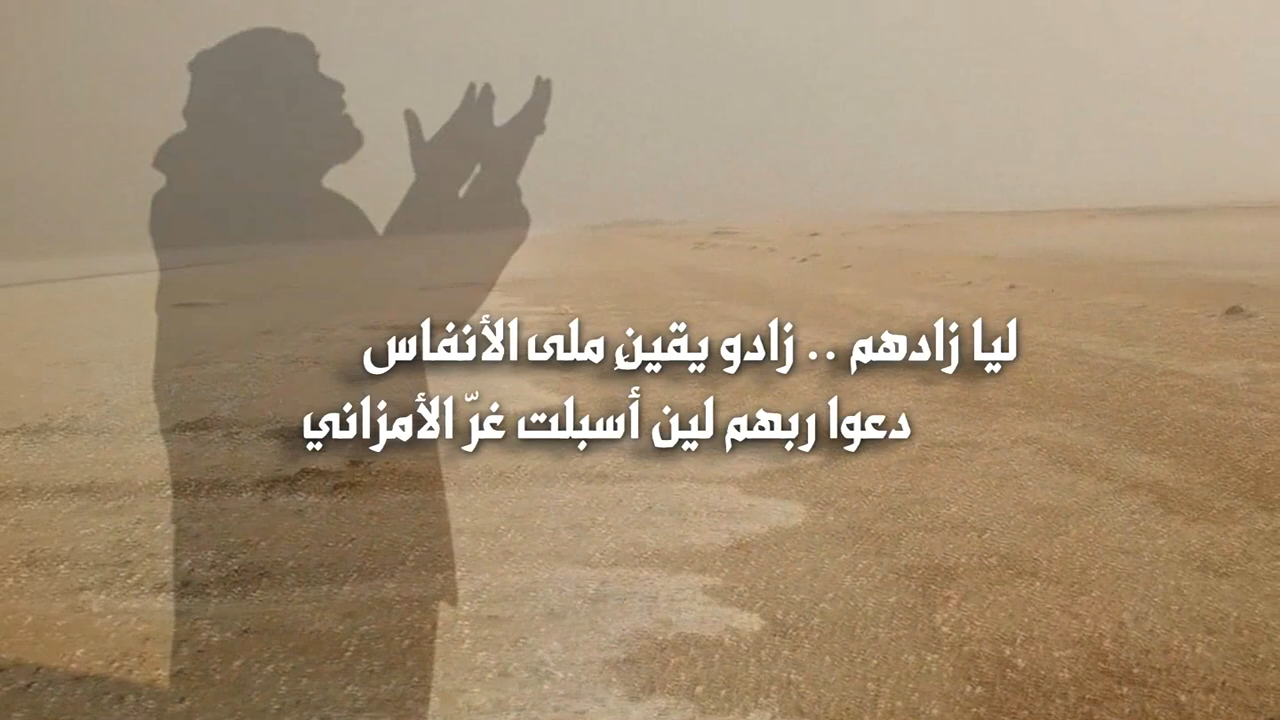 ليا زادهم .. زادو يقينٍ ملى الأنفاس
دعوا ربهم لين أسبلت غرّ الأمزاني